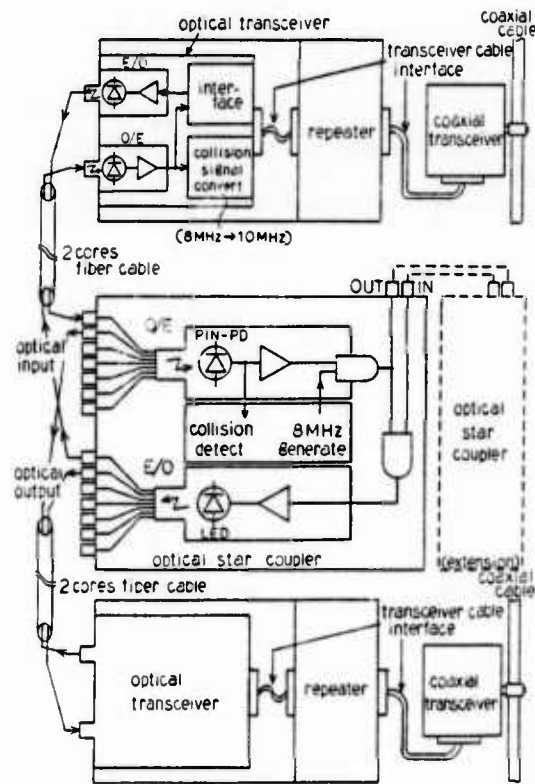 optical transceiver
coaxial
cable
E/O
inter-
face
transceiver cable
interface
repeater
coaxial
transceiver
O/E
collision
signal
convert
(8MHz→10MHz)
2 cores
fiber cable
OUT
IN
optical
input
O/E
PIN-PD
collision
detect
8MHz
Generate
optical
star
coupler
optical
output
E/O
LED
optical star coupler
(extension)
coaxial
cable
2 cores fiber cable
transceiver cable
interface
optical
transceiver
repeater
coaxial
transceiver